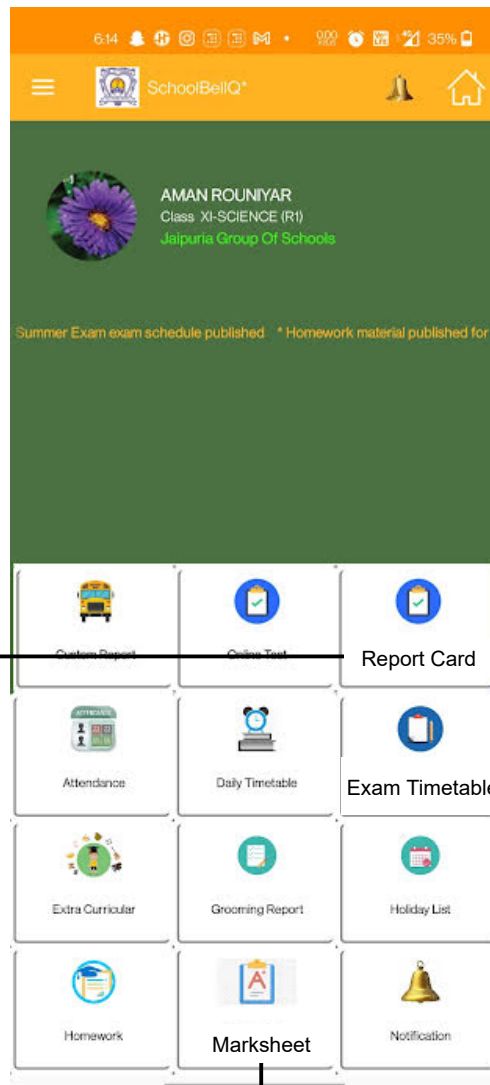 6:14 35%
SchoolBellQ*
AMAN ROUNIYAR
Class XI-SCIENCE (R1)
Jaipuria Group Of Schools
Summer Exam exam schedule published * Homework material published for
Custom Report Online Test Report Card
Attendance Daily Timetable Exam Timetable
Extra Curricular Grooming Report Holiday List
Homework Marksheet Notification